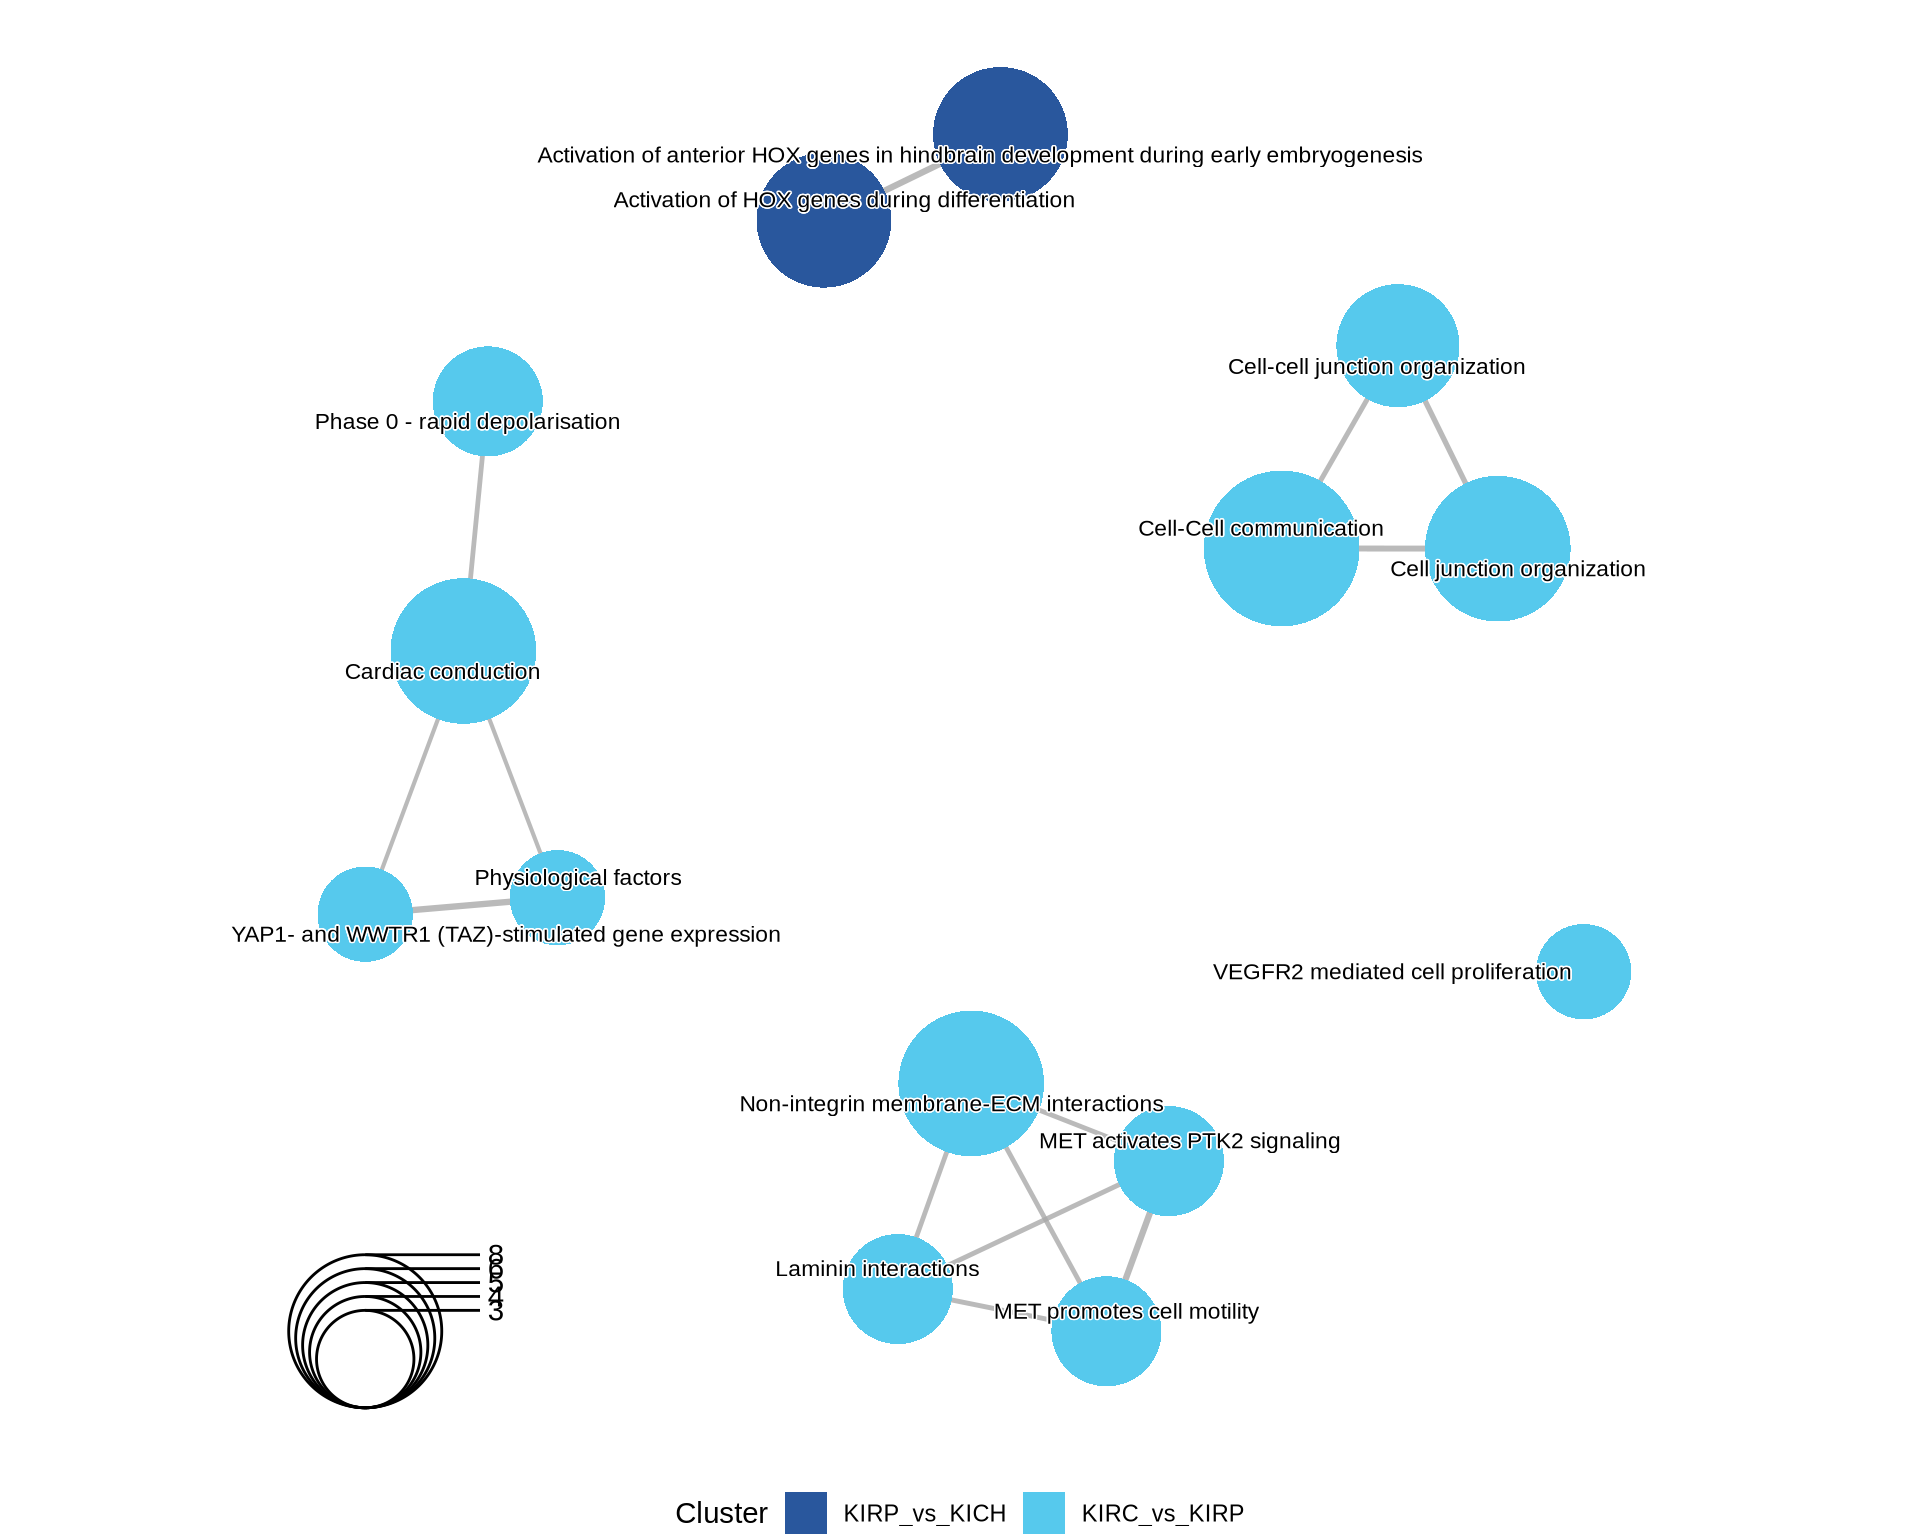 Activation of anterior HOX genes in hindbrain development during early embryogenesis
Activation of HOX genes during differentiation
Cell-cell junction organization
Phase 0 - rapid depolarisation
Cell-Cell communication
Cell junction organization
Cardiac conduction
Physiological factors
YAP1- and WWTR1 (TAZ)-stimulated gene expression
VEGFR2 mediated cell proliferation
Non-integrin membrane-ECM interactions
MET activates PTK2 signaling
Laminin interactions
MET promotes cell motility
8
6
5
4
3
Cluster KIRP_vs_KICH KIRC_vs_KIRP